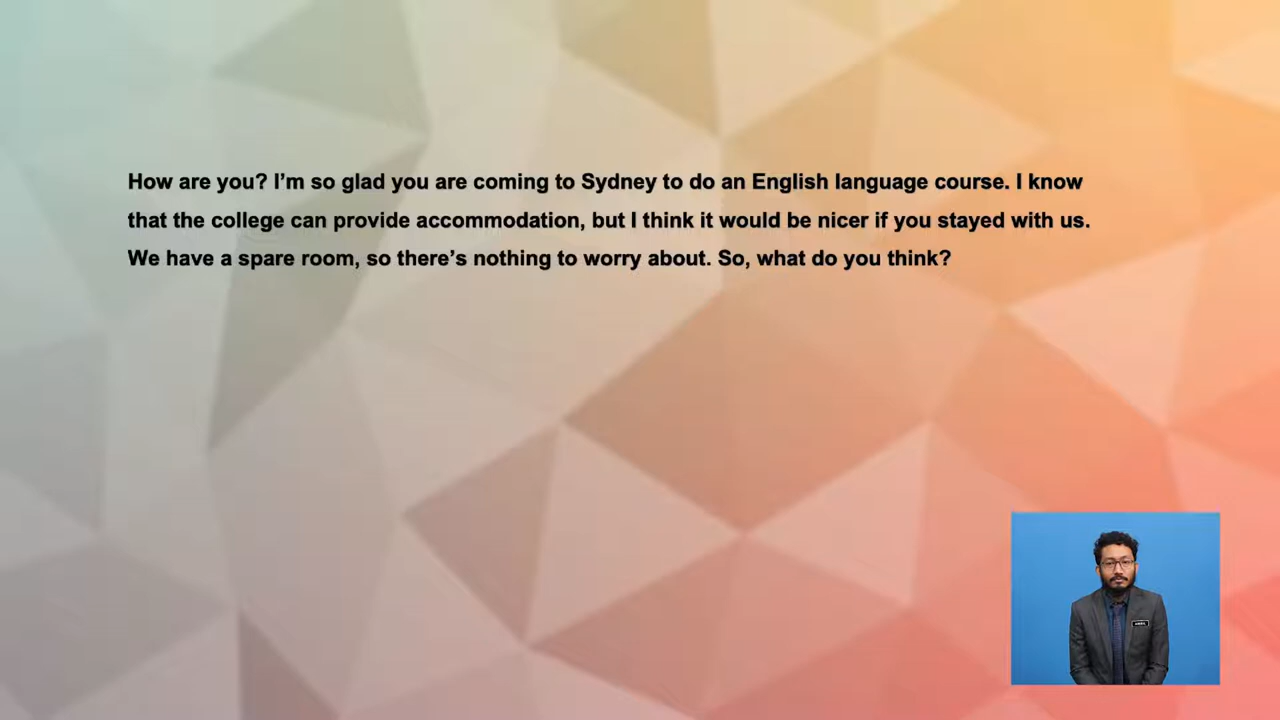 How are you? I’m so glad you are coming to Sydney to do an English language course. I know
that the college can provide accommodation, but I think it would be nicer if you stayed with us.
We have a spare room, so there’s nothing to worry about. So, what do you think?